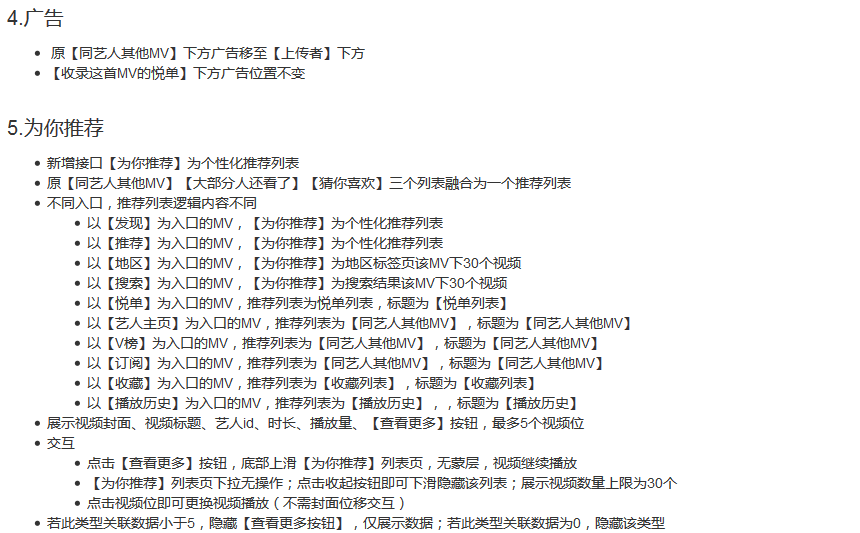 4.广告
原【同艺人其他MV】下方广告移至【上传者】下方
【收录这首MV的悦单】下方广告位置不变
5.为你推荐
新增接口【为你推荐】为个性化推荐列表
原【同艺人其他MV】【大部分人还看了】【猜你喜欢】三个列表融合为一个推荐列表
不同入口，推荐列表逻辑内容不同
以【发现】为入口的MV，【为你推荐】为个性化推荐列表
以【推荐】为入口的MV，【为你推荐】为个性化推荐列表
以【地区】为入口的MV，【为你推荐】为地区标签页该MV下30个视频
以【搜索】为入口的MV，【为你推荐】为搜索结果该MV下30个视频
以【悦单】为入口的MV，推荐列表为悦单列表，标题为【悦单列表】
以【艺人主页】为入口的MV，推荐列表为【同艺人其他MV】，标题为【同艺人其他MV】
以【V榜】为入口的MV，推荐列表为【同艺人其他MV】，标题为【同艺人其他MV】
以【订阅】为入口的MV，推荐列表为【同艺人其他MV】，标题为【同艺人其他MV】
以【收藏】为入口的MV，推荐列表为【收藏列表】，标题为【收藏列表】
以【播放历史】为入口的MV，推荐列表为【播放历史】，，标题为【播放历史】
展示视频封面、视频标题、艺人id、时长、播放量、【查看更多】按钮，最多5个视频位
交互
点击【查看更多】按钮，底部上滑【为你推荐】列表页，无蒙层，视频继续播放
【为你推荐】列表页下拉无操作；点击收起按钮即可下滑隐藏该列表；展示视频数量上限为30个
点击视频位即可更换视频播放（不需封面位移交互）
若此类型关联数据小于5，隐藏【查看更多按钮】，仅展示数据；若此类型关联数据为0，隐藏该类型